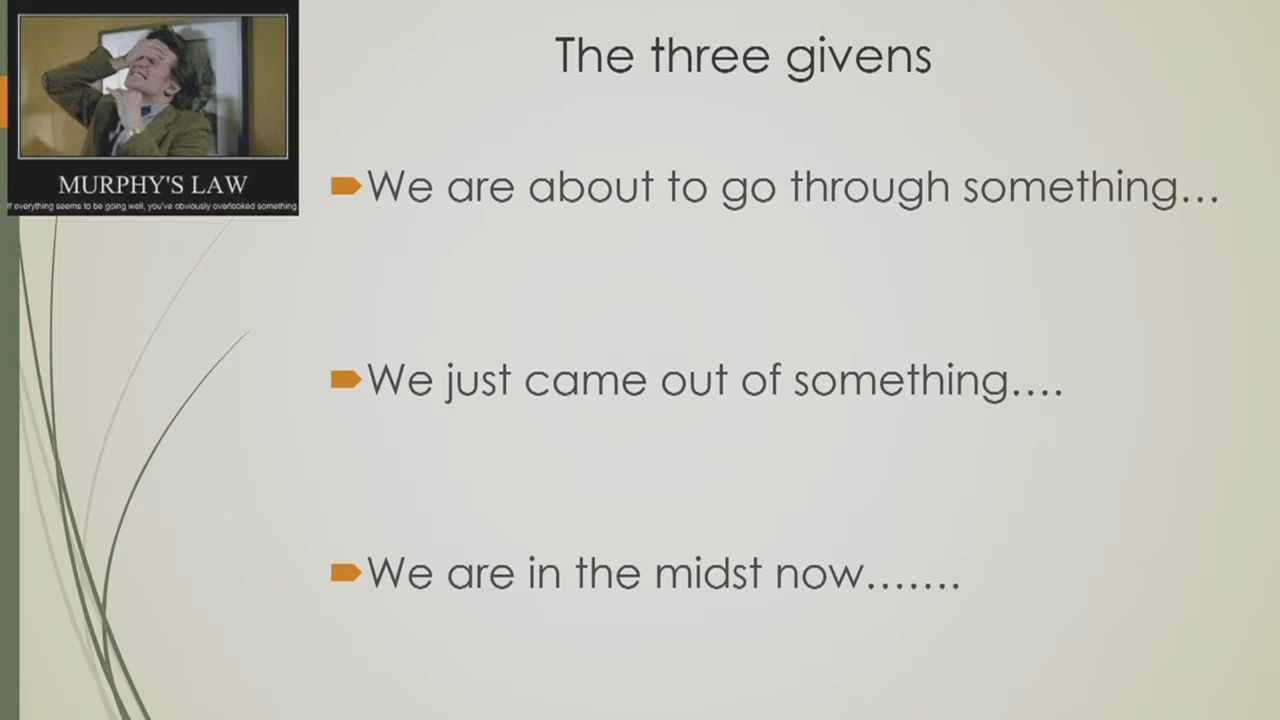 The three givens
MURPHY'S LAW
If everything seems to be going well, you've obviously overlooked something
We are about to go through something...
We just came out of something....
We are in the midst now.......